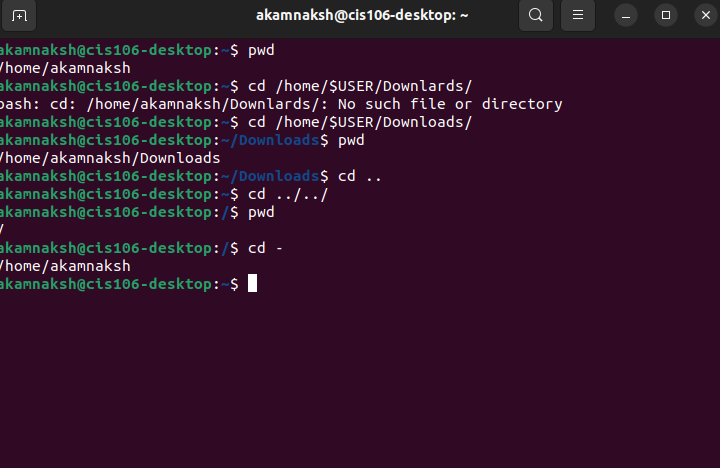 akamnaksh@cis106-desktop: ~
akamnaksh@cis106-desktop:~$ pwd
/home/akamnaksh
akamnaksh@cis106-desktop:~$ cd /home/$USER/Downlards/
bash: cd: /home/akamnaksh/Downlards/: No such file or directory
akamnaksh@cis106-desktop:~$ cd /home/$USER/Downloads/
akamnaksh@cis106-desktop:~/Downloads$ pwd
/home/akamnaksh/Downloads
akamnaksh@cis106-desktop:~/Downloads$ cd ..
akamnaksh@cis106-desktop:~$ cd ../../
akamnaksh@cis106-desktop:/$ pwd
/
akamnaksh@cis106-desktop:/$ cd -
/home/akamnaksh
akamnaksh@cis106-desktop:~$